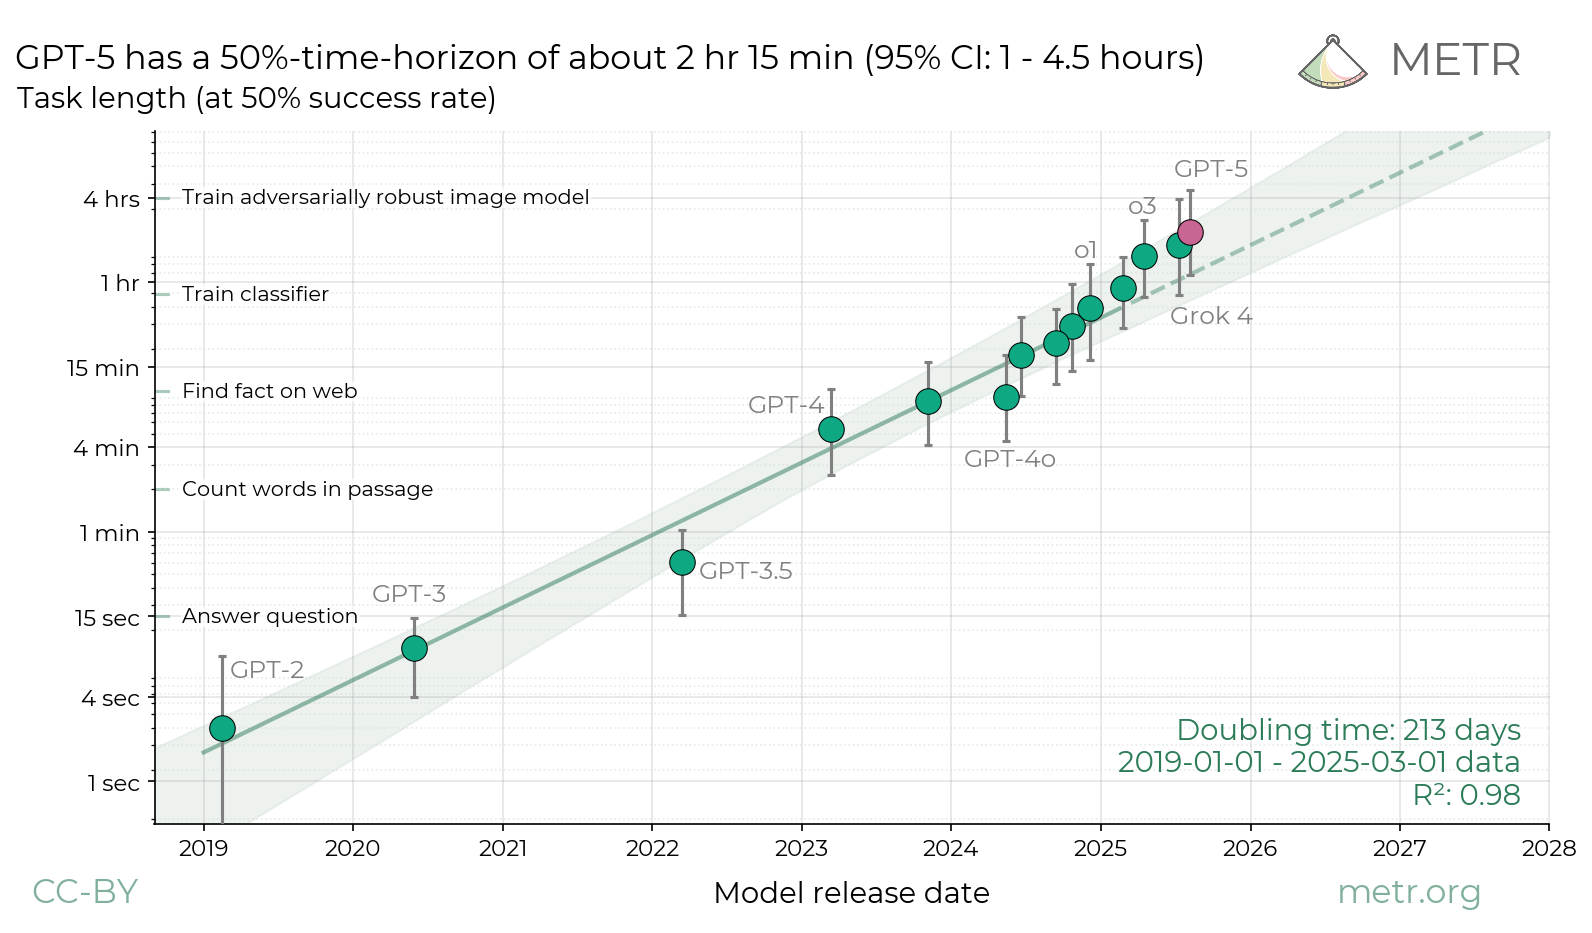 GPT-5 has a 50%-time-horizon of about 2 hr 15 min (95% CI: 1 - 4.5 hours)
METR
Task length (at 50% success rate)
4 hrs
1 hr
15 min
4 min
1 min
15 sec
4 sec
1 sec
Train adversarially robust image model
Train classifier
Find fact on web
Count words in passage
Answer question
GPT-2
GPT-3
GPT-3.5
GPT-4
GPT-4o
o1
o3
Grok 4
GPT-5
Doubling time: 213 days
2019-01-01 - 2025-03-01 data
R²: 0.98
2019 2020 2021 2022 2023 2024 2025 2026 2027 2028
Model release date
CC-BY
metr.org